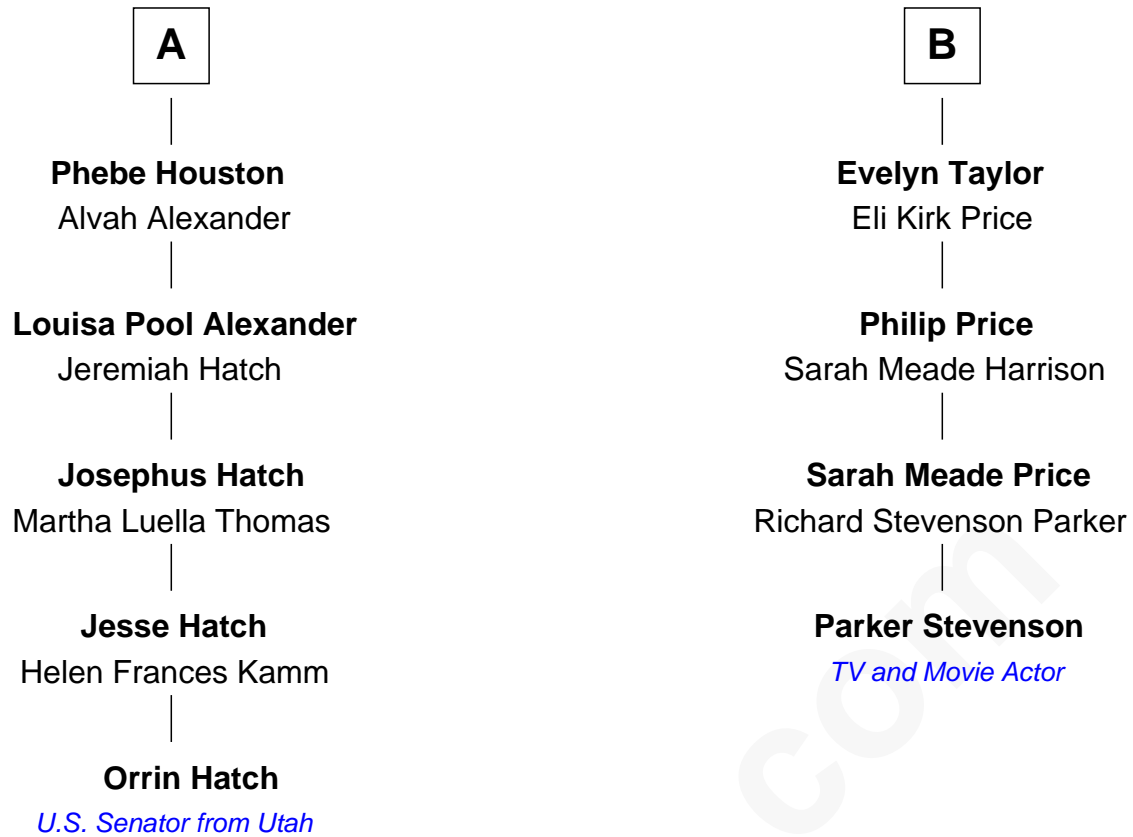 A
Phebe Houston
Alvah Alexander
Louisa Pool Alexander
Jeremiah Hatch
Josephus Hatch
Martha Luella Thomas
Jesse Hatch
Helen Frances Kamm
Orrin Hatch
U.S. Senator from Utah
B
Evelyn Taylor
Eli Kirk Price
Philip Price
Sarah Meade Harrison
Sarah Meade Price
Richard Stevenson Parker
Parker Stevenson
TV and Movie Actor
com